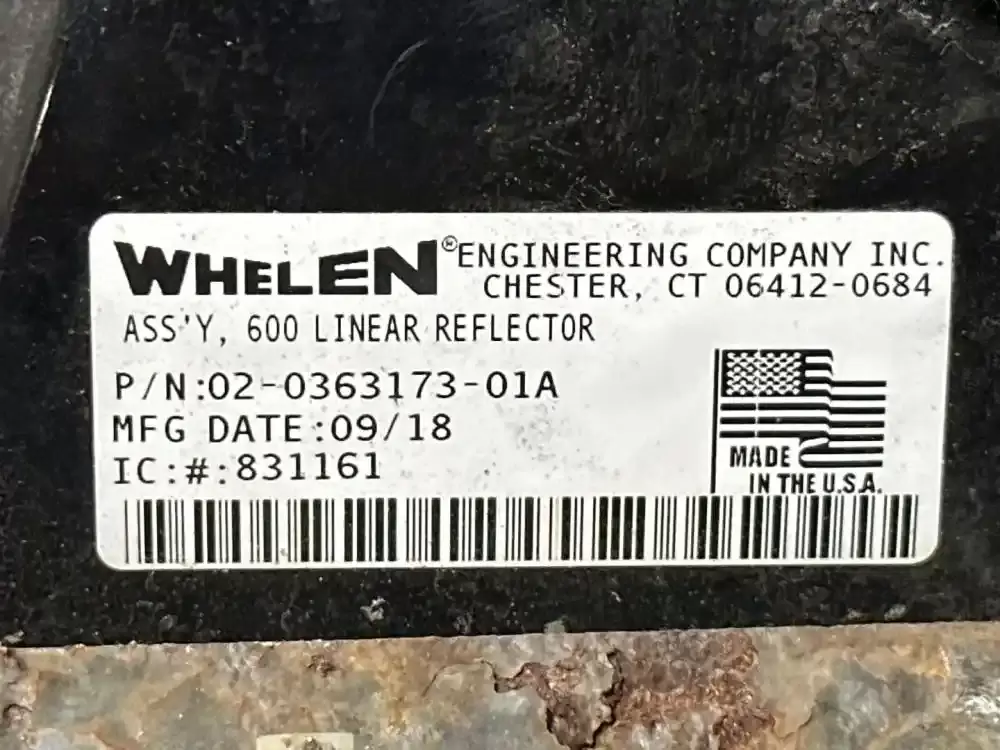 WHELEN® ENGINEERING COMPANY INC.
CHESTER, CT 06412-0684
ASS'Y, 600 LINEAR REFLECTOR
P/N:02-0363173-01A
MFG DATE:09/18
IC:#:831161
MADE
IN THE U.S.A.